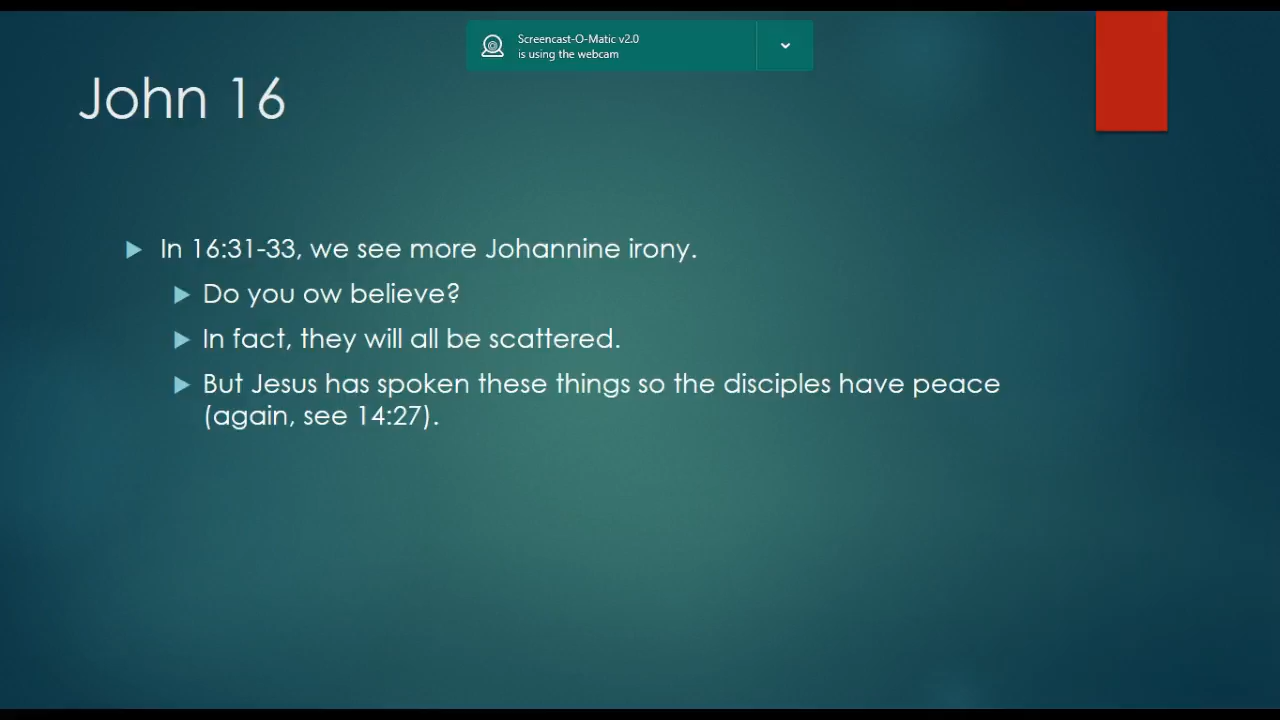 Screencast-O-Matic v2.0
is using the webcam
John 16
In 16:31-33, we see more Johannine irony.
Do you ow believe?
In fact, they will all be scattered.
But Jesus has spoken these things so the disciples have peace
(again, see 14:27).